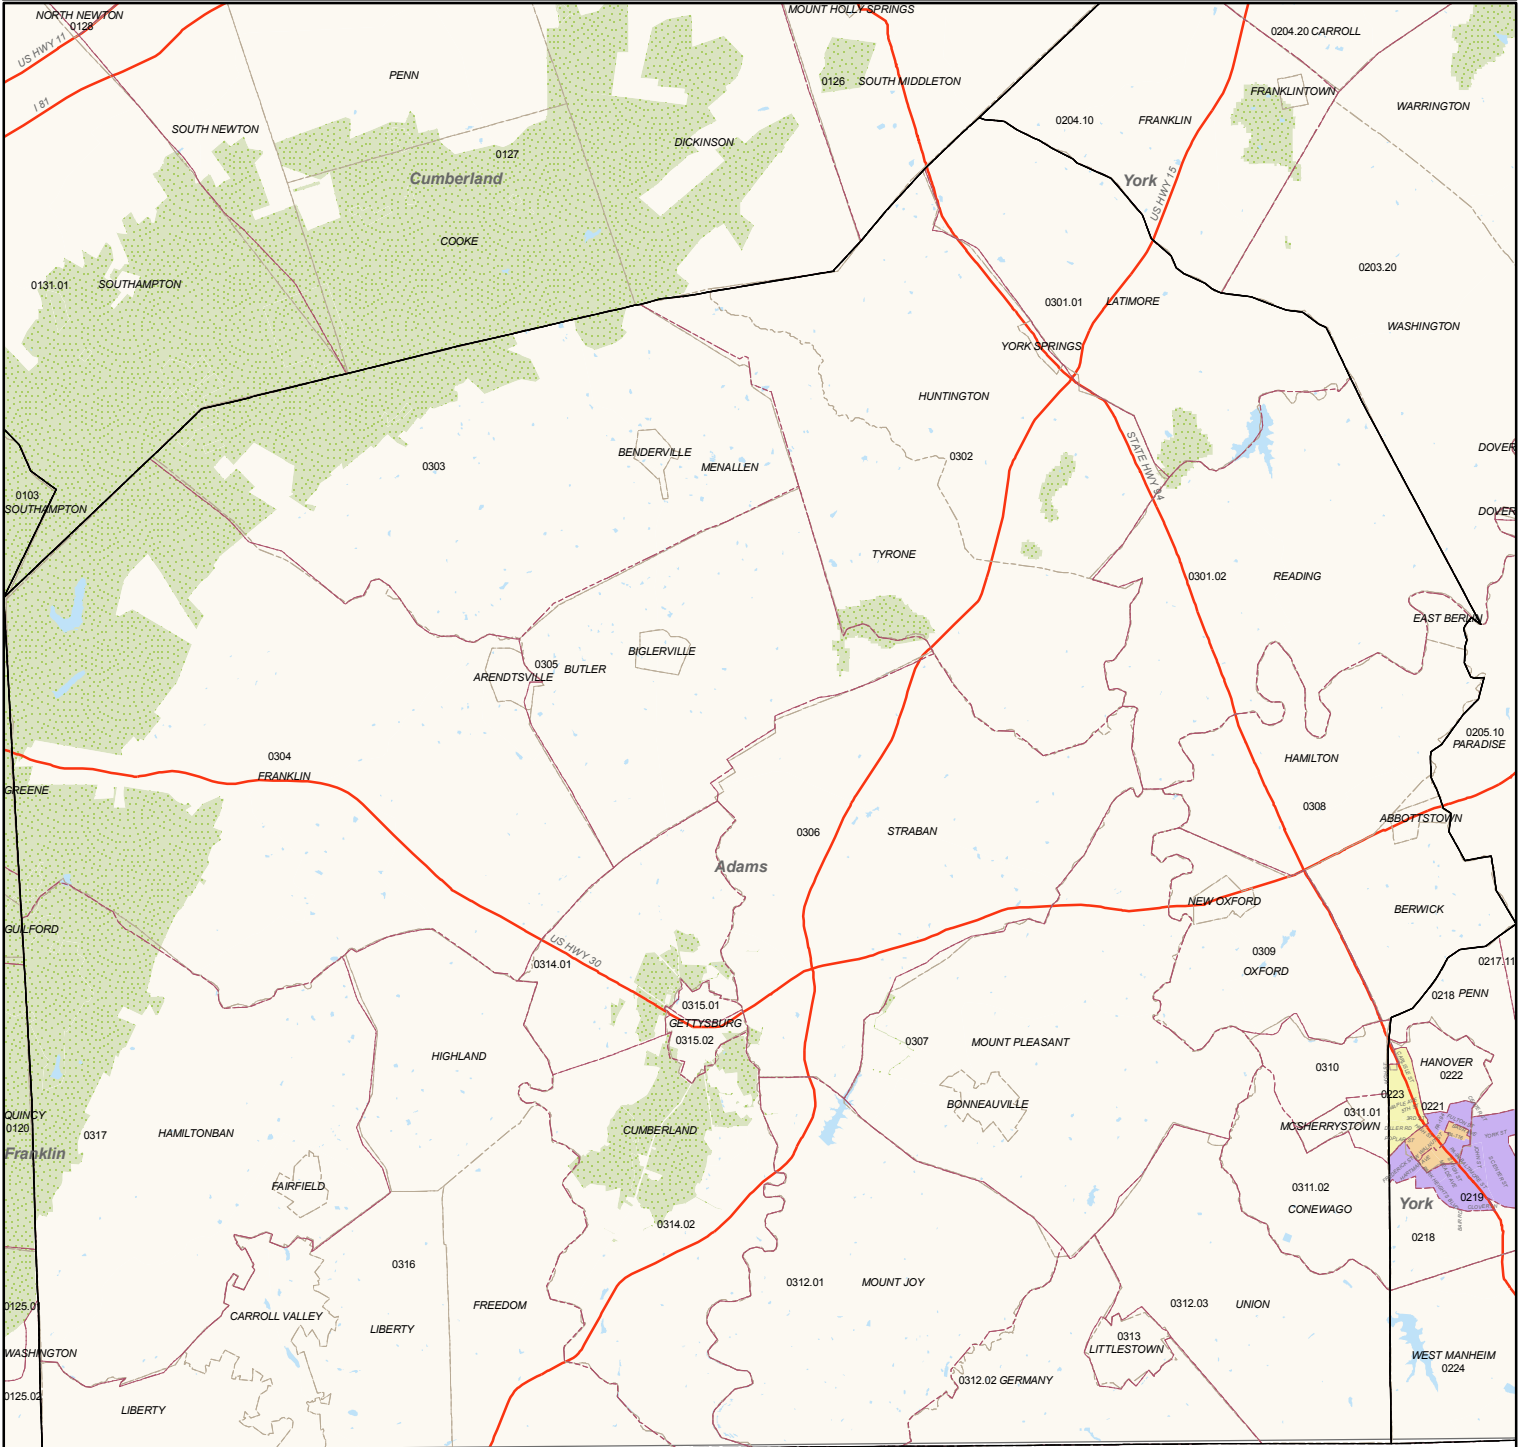 NORTH NEWTON
0128
US HWY 11
I 81
MOUNT HOLLY SPRINGS
0204.20 CARROLL
PENN
0126 SOUTH MIDDLETON
FRANKLINTOWN
WARRINGTON
SOUTH NEWTON
0127
DICKINSON
0204.10 FRANKLIN
Cumberland
York
US HWY 15
COOKE
0131.01 SOUTHAMPTON
0203.20
0301.01 LATIMORE
WASHINGTON
YORK SPRINGS
HUNTINGTON
0303
BENDERVILLE
MENALLEN
0302
STATE HWY 94
DOVER
0103
SOUTHAMPTON
DOVER
TYRONE
0301.02 READING
EAST BERLIN
BIGLERVILLE
0305 BUTLER
ARENDTSVILLE
0205.10
PARADISE
0304
FRANKLIN
HAMILTON
GREENE
0308
ABBOTTSTOWN
0306 STRABAN
Adams
NEW OXFORD
BERWICK
GUILFORD
US HWY 30
0314.01
0309
OXFORD
0217.11
0218 PENN
0315.01
GETTYSBURG
0315.02
0307 MOUNT PLEASANT
HIGHLAND
0310
HANOVER
0222
0223
0221
BONNEAUVILLE
0311.01
MCSHERRYSTOWN
QUINCY
0120
0317 HAMILTONBAN
CUMBERLAND
Franklin
YORK ST
FAIRFIELD
0311.02
CONEWAGO
0219
York
0314.02
0218
0316
0312.01 MOUNT JOY
0125.01
CARROLL VALLEY
LIBERTY
FREEDOM
0312.03 UNION
0313
LITTLESTOWN
WASHINGTON
WEST MANHEIM
0224
0312.02 GERMANY
0125.02
LIBERTY